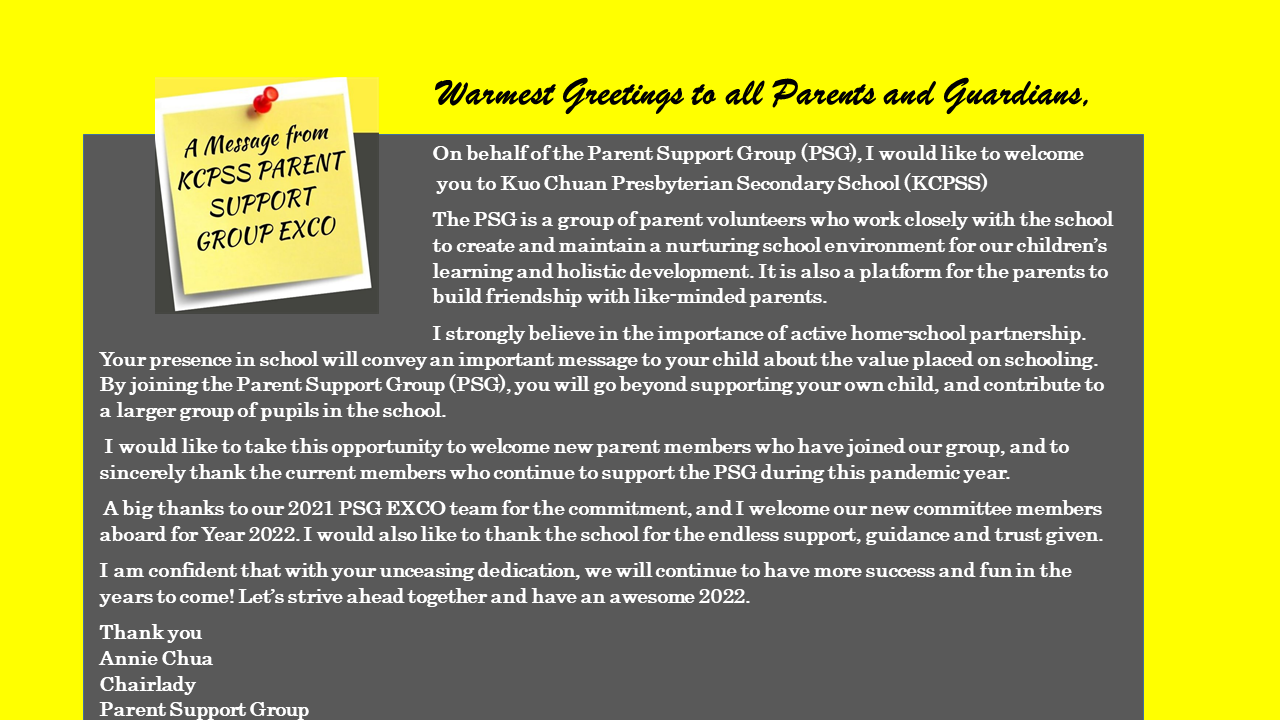 A Message from
KCPSS PARENT
SUPPORT
GROUP EXCO
Warmest Greetings to all Parents and Guardians,
On behalf of the Parent Support Group (PSG), I would like to welcome
you to Kuo Chuan Presbyterian Secondary School (KCPSS)
The PSG is a group of parent volunteers who work closely with the school
to create and maintain a nurturing school environment for our children’s
learning and holistic development. It is also a platform for the parents to
build friendship with like-minded parents.
I strongly believe in the importance of active home-school partnership.
Your presence in school will convey an important message to your child about the value placed on schooling.
By joining the Parent Support Group (PSG), you will go beyond supporting your own child, and contribute to
a larger group of pupils in the school.
I would like to take this opportunity to welcome new parent members who have joined our group, and to
sincerely thank the current members who continue to support the PSG during this pandemic year.
A big thanks to our 2021 PSG EXCO team for the commitment, and I welcome our new committee members
aboard for Year 2022. I would also like to thank the school for the endless support, guidance and trust given.
I am confident that with your unceasing dedication, we will continue to have more success and fun in the
years to come! Let’s strive ahead together and have an awesome 2022.
Thank you
Annie Chua
Chairlady
Parent Support Group